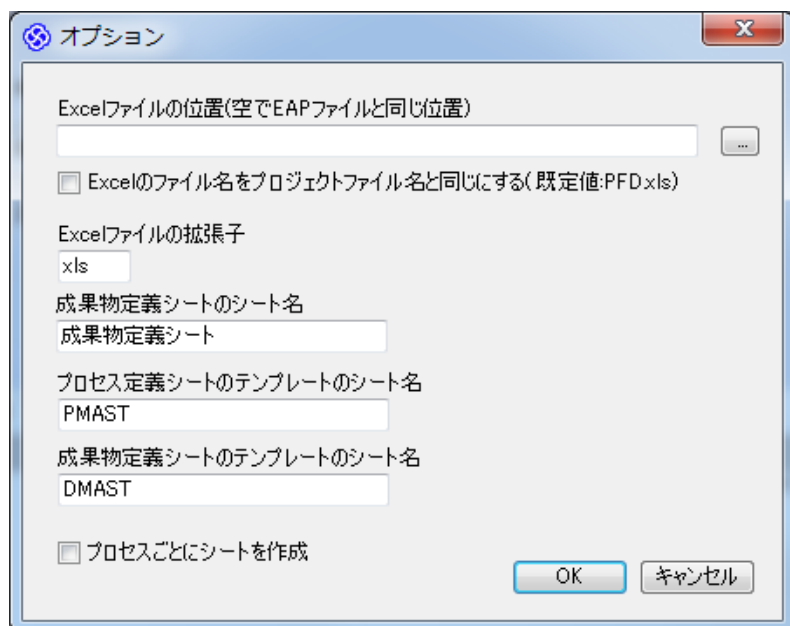 オプション
Excelファイルの位置(空でEAPファイルと同じ位置)
...
Excelのファイル名をプロジェクトファイル名と同じにする(既定値:PFD.xls)
Excelファイルの拡張子
xls
成果物定義シートのシート名
成果物定義シート
プロセス定義シートのテンプレートのシート名
PMAST
成果物定義シートのテンプレートのシート名
DMAST
プロセスごとにシートを作成
OK キャンセル